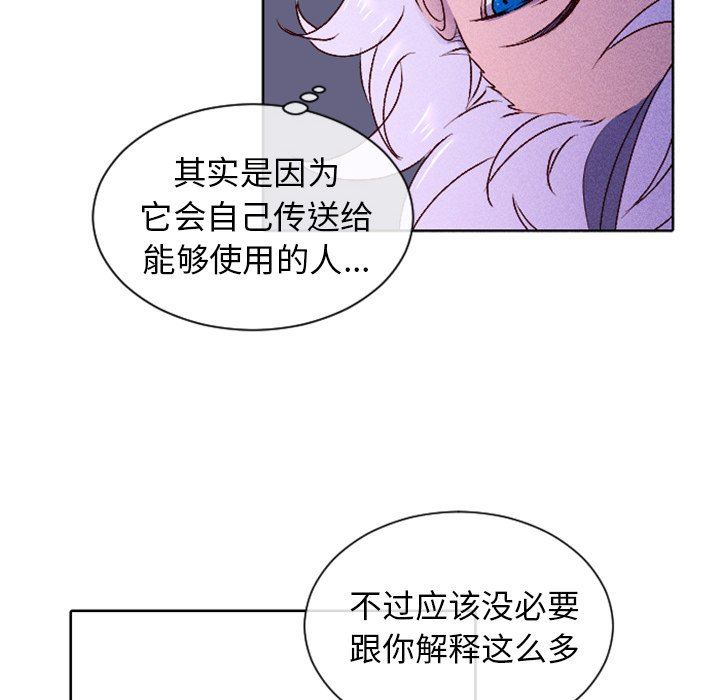 其实是因为
它会自己传送给
能够使用的人...
不过应该没必要
跟你解释这么多